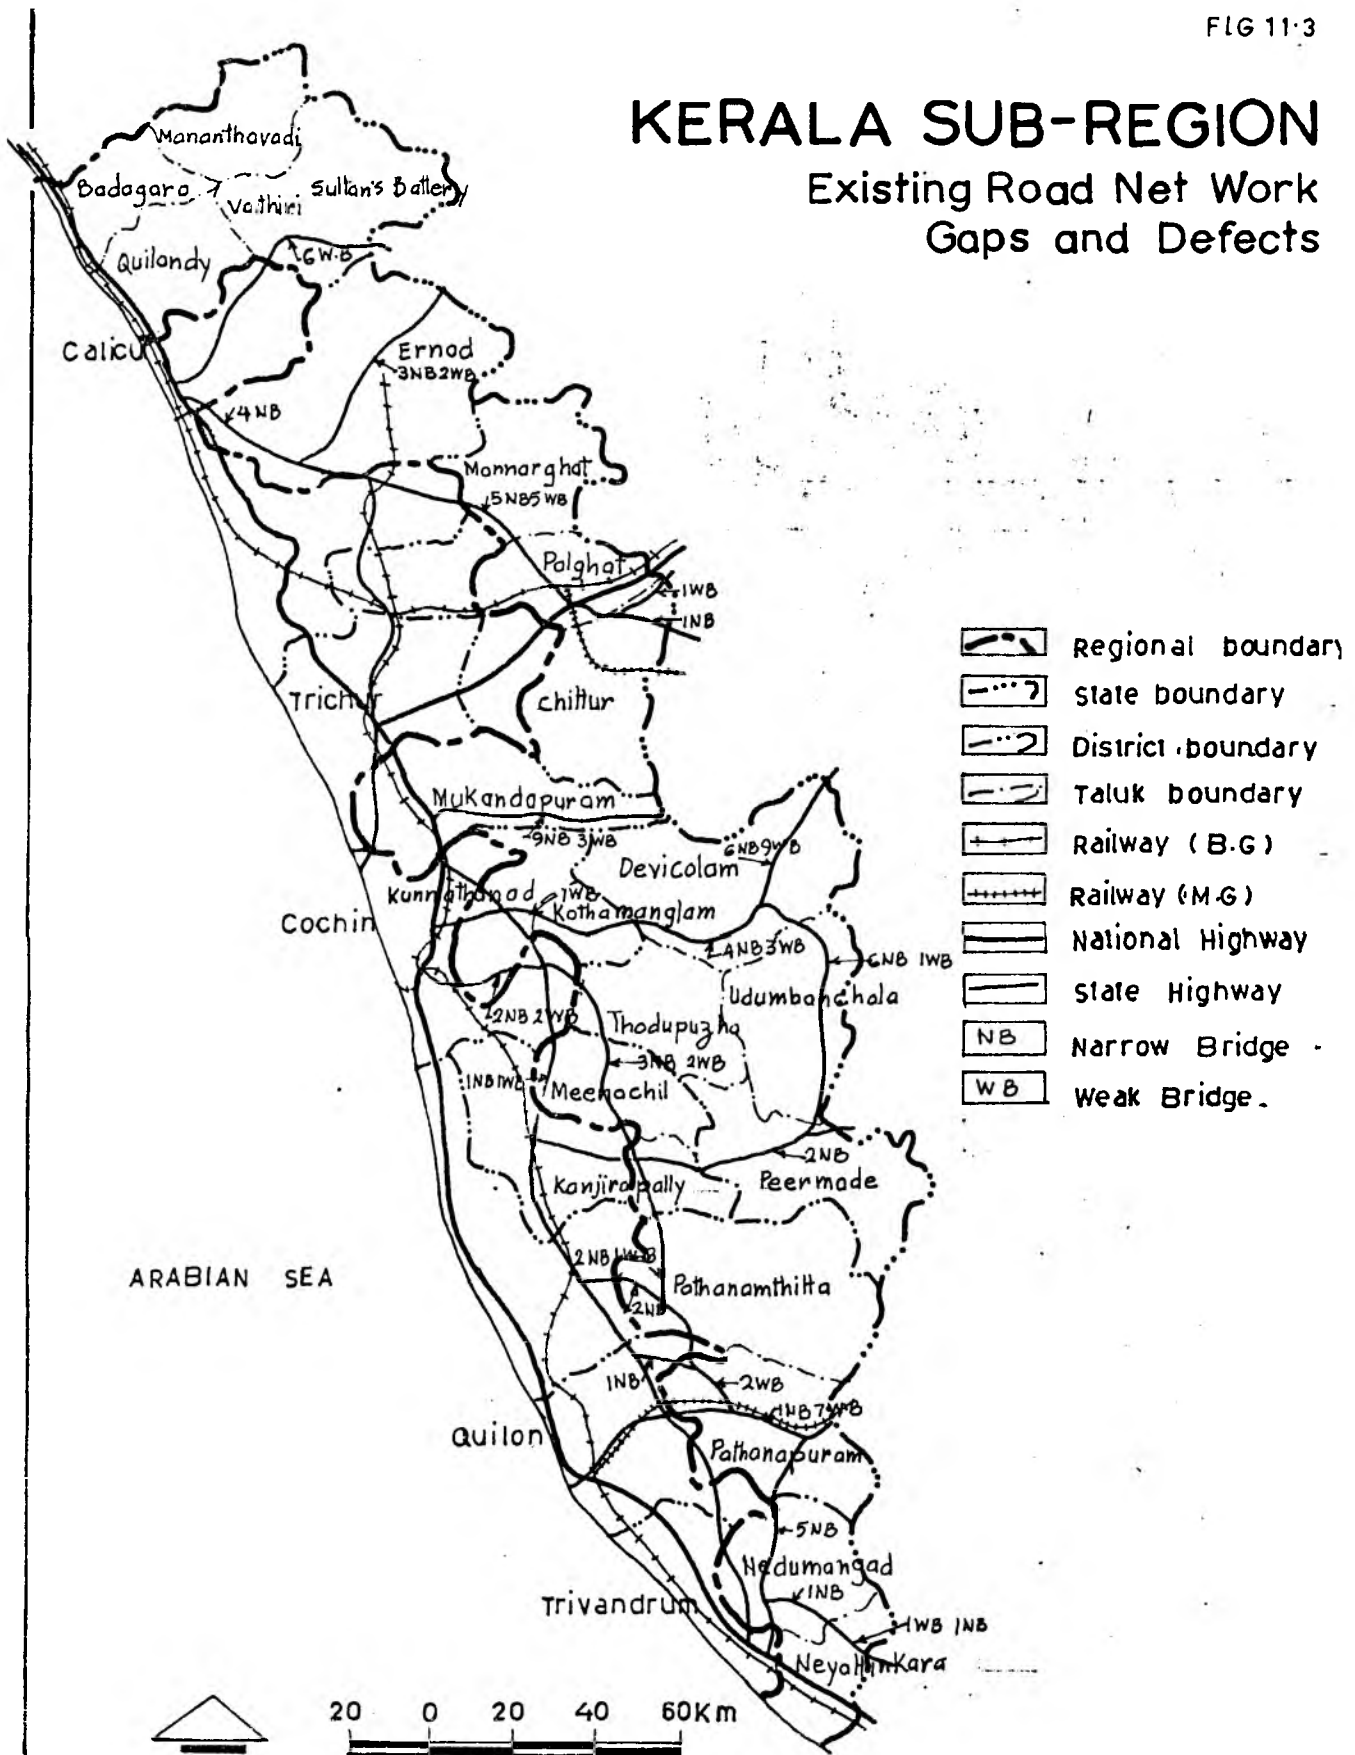 FIG 11.3
KERALA SUB-REGION
Existing Road Net Work
Gaps and Defects
Mananthavadi
Badagara
Vaithiri
Sultan's Battery
Quilandy
6W.B
Calicut
Ernad
3NB2WB
4NB
Mannarghat
5NB5WB
Palghat
1WB
1NB
Trichur
Chittur
Mukandapuram
9NB 3WB
6NB9WB
Devicolam
Kunnathanad
1WB
Kothamanglam
Cochin
4NB3WB
6NB 1WB
Udumbanchala
2NB 2WB
Thodupuzha
3NB 2WB
1NB1WB
Meenachil
2NB
Kanjirapally
Peermade
2NB 1WB
Pathanamthitta
2NB
ARABIAN SEA
1NB
2WB
1NB7WB
Quilon
Pathanapuram
5NB
Nedumangad
1NB
Trivandrum
1WB 1NB
Neyattinkara
Regional boundary
State boundary
District boundary
Taluk boundary
Railway (B.G)
Railway (M.G)
National Highway
State Highway
NB Narrow Bridge
WB Weak Bridge.
20 0 20 40 60Km